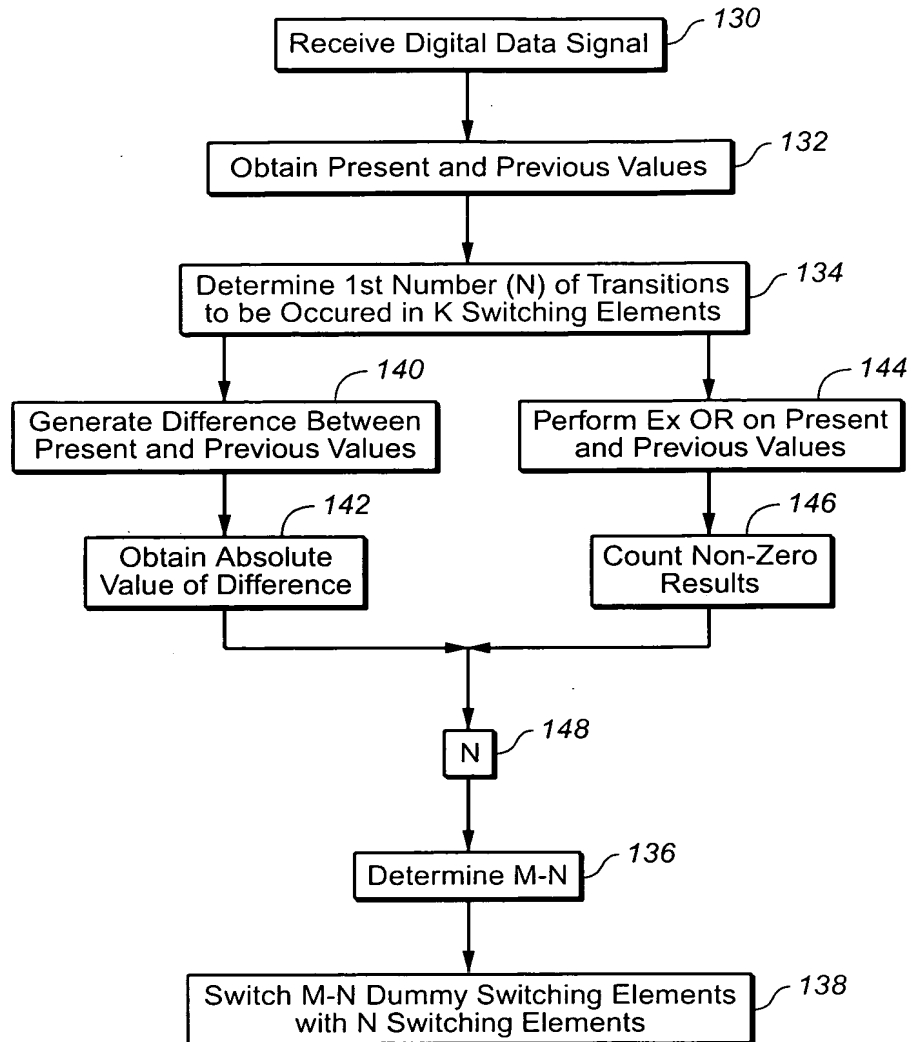 Receive Digital Data Signal
130
Obtain Present and Previous Values
132
Determine 1st Number (N) of Transitions
to be Occured in K Switching Elements
134
140
Generate Difference Between
Present and Previous Values
144
Perform Ex OR on Present
and Previous Values
142
Obtain Absolute
Value of Difference
146
Count Non-Zero
Results
N
148
Determine M-N
136
Switch M-N Dummy Switching Elements
with N Switching Elements
138